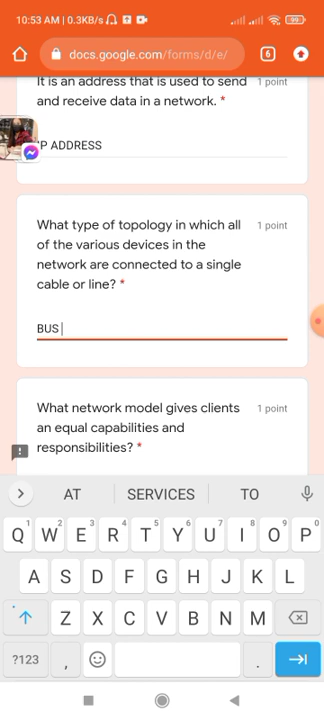 10:53 AM | 0.3KB/s
99
docs.google.com/forms/d/e/
6
It is an address that is used to send 1 point
and receive data in a network. *
P ADDRESS
What type of topology in which all 1 point
of the various devices in the
network are connected to a single
cable or line? *
BUS
What network model gives clients 1 point
an equal capabilities and
responsibilities? *
AT SERVICES TO
1 2 3 4 5 6 7 8 9 0
Q W E R T Y U I O P
A S D F G H J K L
Z X C V B N M
?123 , .